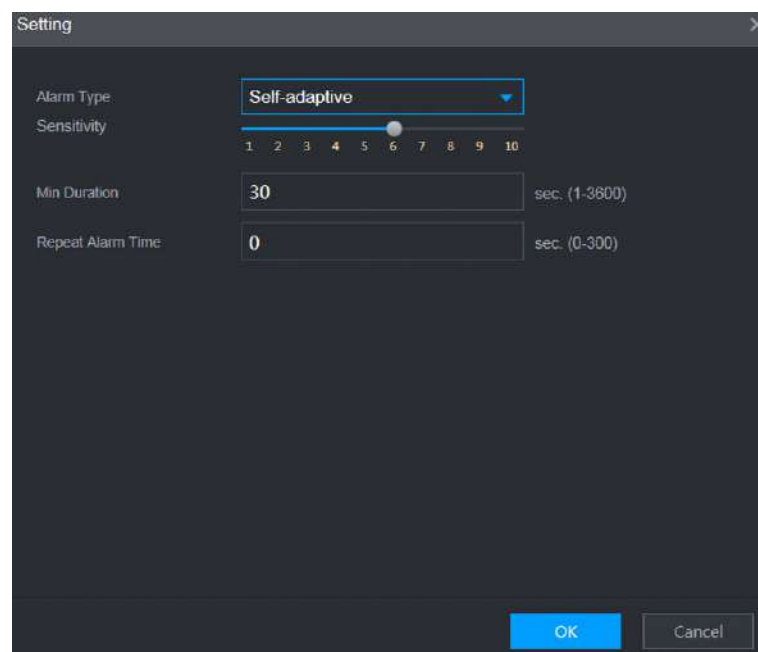 Setting
Alarm Type Self-adaptive
Sensitivity
1 2 3 4 5 6 7 8 9 10
Min Duration 30 sec. (1-3600)
Repeat Alarm Time 0 sec. (0-300)
OK Cancel